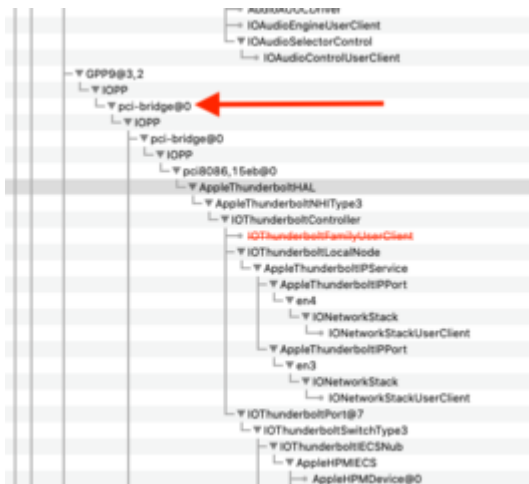 AudioAUUCDriver
IOAudioEngineUserClient
IOAudioSelectorControl
IOAudioControlUserClient
GPP9@3,2
IOPP
pci-bridge@0
IOPP
pci-bridge@0
IOPP
pci8086,15eb@0
AppleThunderboltHAL
AppleThunderboltNHIType3
IOThunderboltController
IOThunderboltFamilyUserClient
IOThunderboltLocalNode
AppleThunderboltIPService
AppleThunderboltIPPort
en4
IONetworkStack
IONetworkStackUserClient
AppleThunderboltIPPort
en3
IONetworkStack
IONetworkStackUserClient
IOThunderboltPort@7
IOThunderboltSwitchType3
IOThunderboltIECSNub
AppleHPMIECS
AppleHPMDevice@0